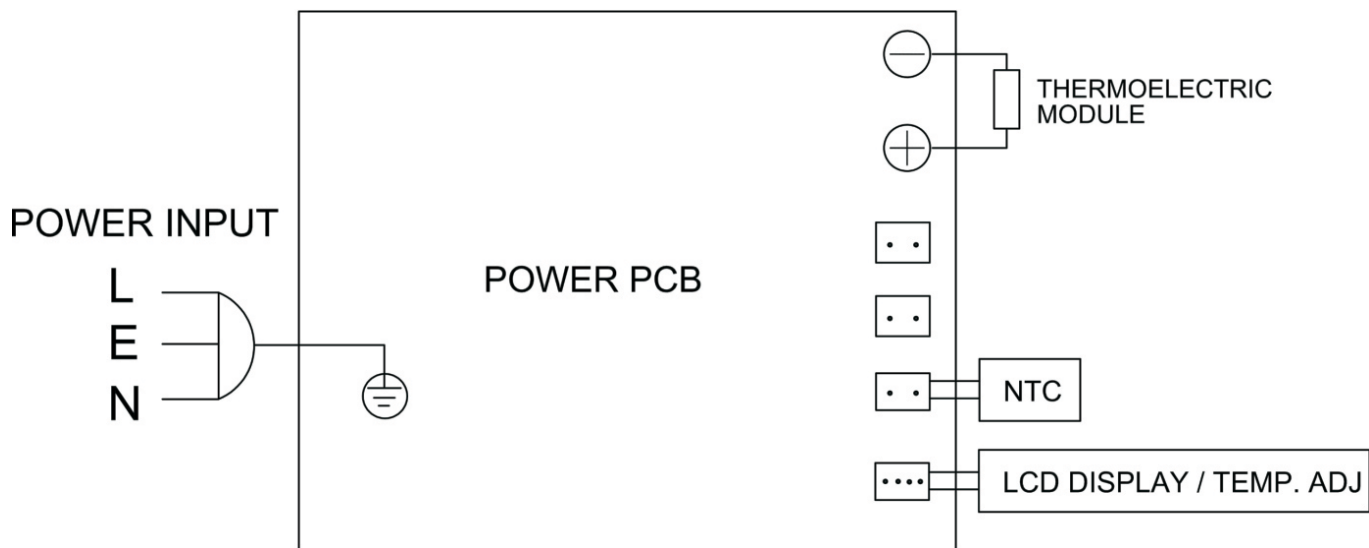 THERMOELECTRIC
MODULE
POWER INPUT
L
E
N
POWER PCB
NTC
LCD DISPLAY / TEMP. ADJ